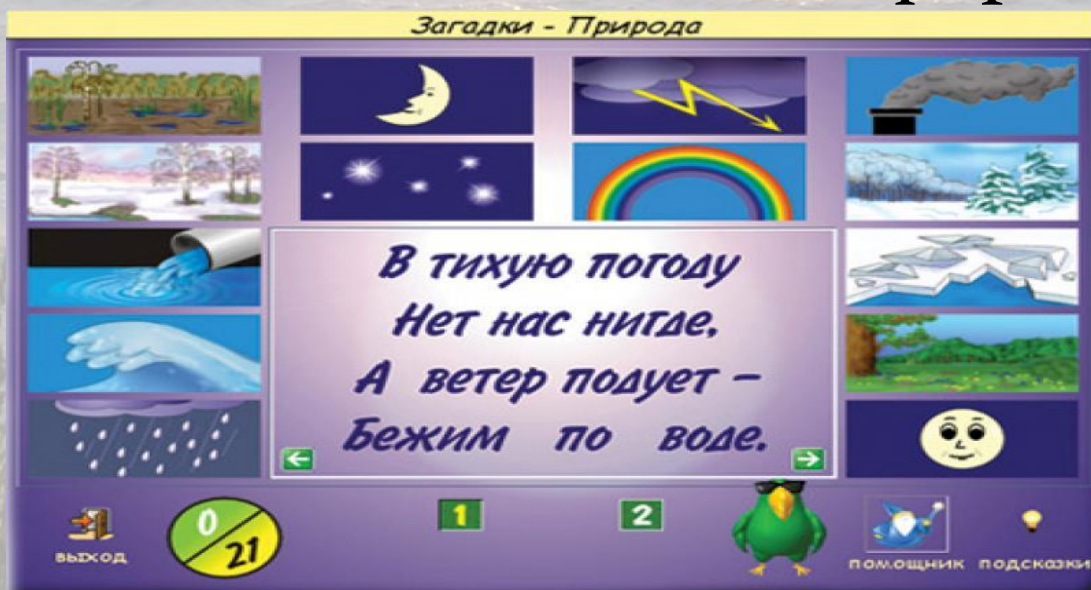 Загадки - Природа
В тихую погоду
Нет нас нигде,
А ветер подует –
Бежим по воде.
0
21
1
2
выход
помощник
подсказки